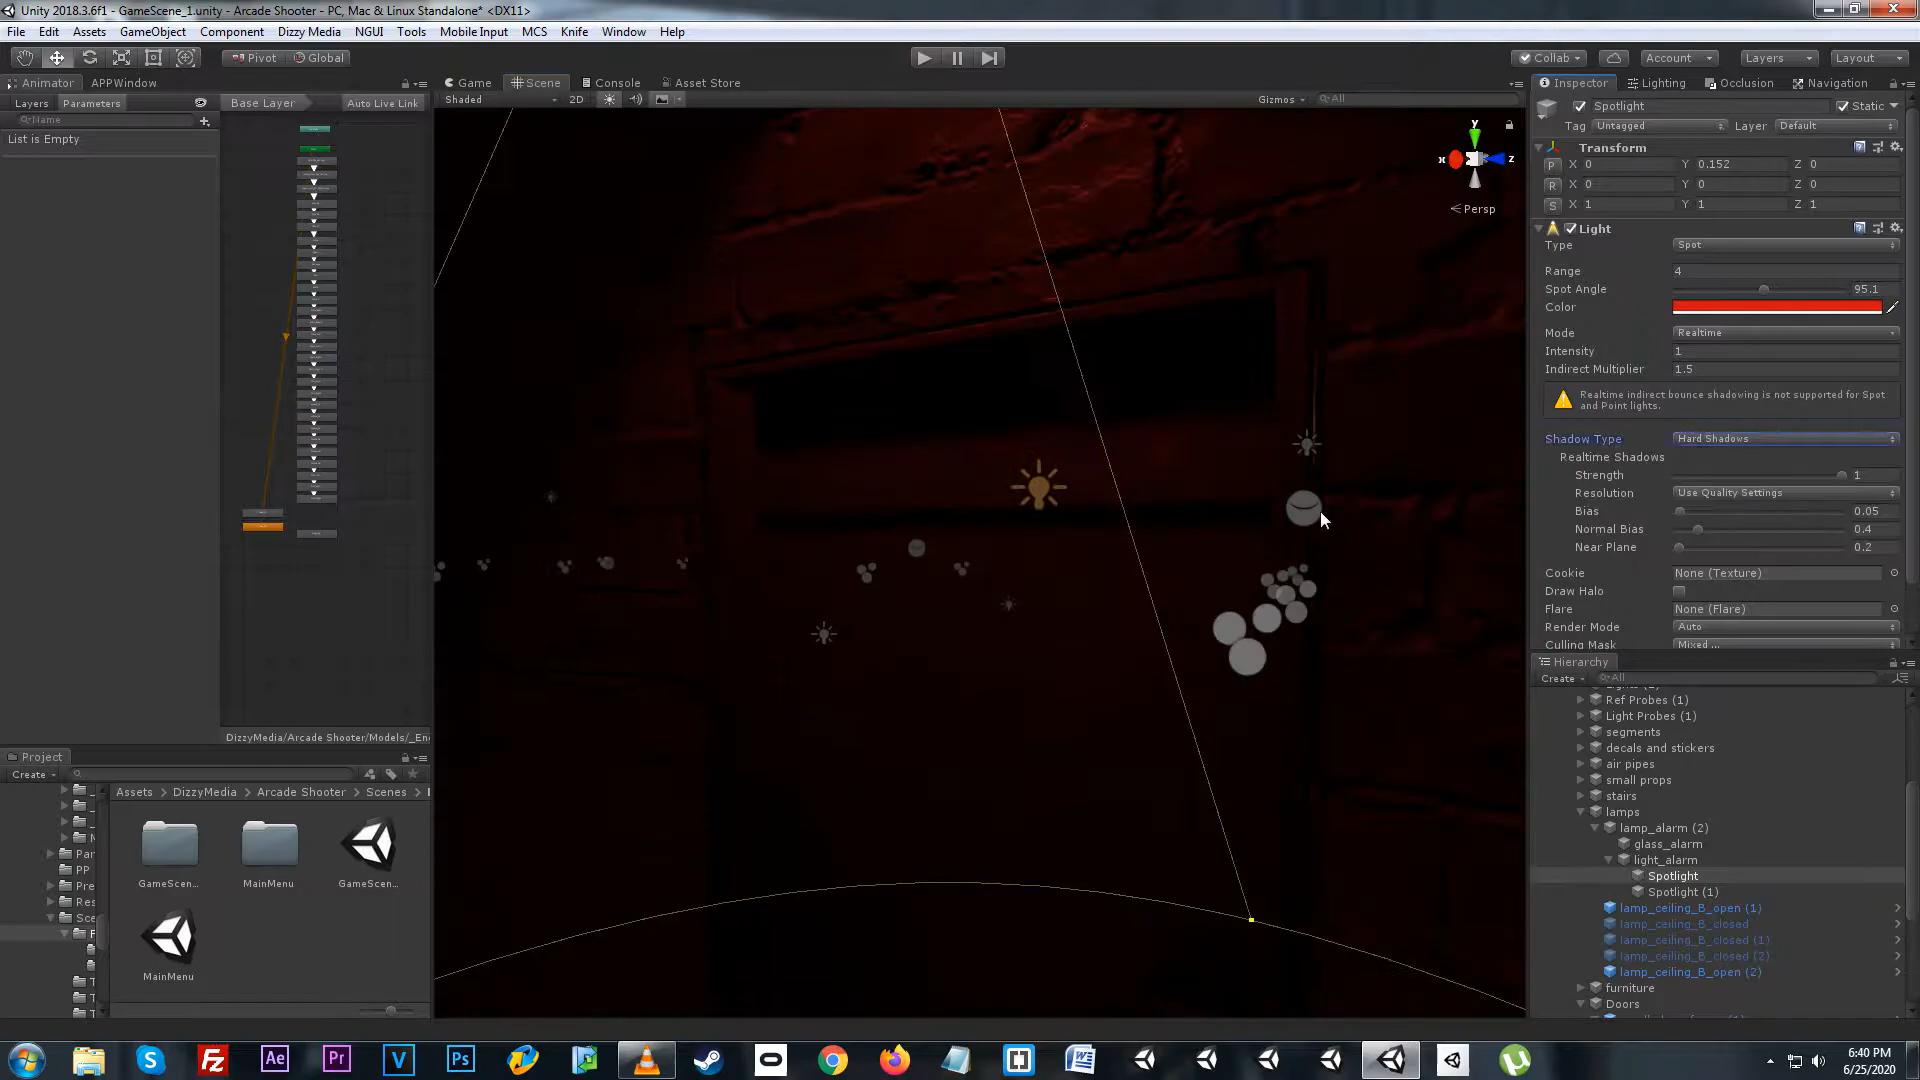 Unity 2018.3.6f1 - GameScene_1.unity - Arcade Shooter - PC, Mac & Linux Standalone* <DX11>
File Edit Assets GameObject Component Dizzy Media NGUI Tools Mobile Input MCS Knife Window Help
Pivot Global Collab Account Layers Layout
Animator APPWindow Game Scene Console Asset Store Inspector Lighting Occlusion Navigation
Layers Parameters Base Layer Auto Live Link Shaded 2D Gizmos All
Name
List is Empty
y
x
z
Persp
Spotlight Static
Tag Untagged Layer Default
Transform
P X 0 Y 0.152 Z 0
R X 0 Y 0 Z 0
S X 1 Y 1 Z 1
Light
Type Spot
Range 4
Spot Angle 95.1
Color
Mode Realtime
Intensity 1
Indirect Multiplier 1.5
Realtime indirect bounce shadowing is not supported for Spot
and Point lights.
Shadow Type Hard Shadows
Realtime Shadows
Strength 1
Resolution Use Quality Settings
Bias 0.05
Normal Bias 0.4
Near Plane 0.2
Cookie None (Texture)
Draw Halo
Flare None (Flare)
Render Mode Auto
Culling Mask Mixed ...
Hierarchy
Create All
Ref Probes (1)
Light Probes (1)
segments
decals and stickers
air pipes
small props
stairs
lamps
lamp_alarm (2)
glass_alarm
light_alarm
Spotlight
Spotlight (1)
lamp_ceiling_B_open (1)
lamp_ceiling_B_closed
lamp_ceiling_B_closed (1)
lamp_ceiling_B_closed (2)
lamp_ceiling_B_open (2)
furniture
Doors
DizzyMedia/Arcade Shooter/Models/_En
Project
Create
Assets > DizzyMedia > Arcade Shooter > Scenes >
Par
PP
Pre
Res
Sce
GameScen... MainMenu GameScen...
MainMenu
Ae Pr V Ps
6:40 PM
6/25/2020